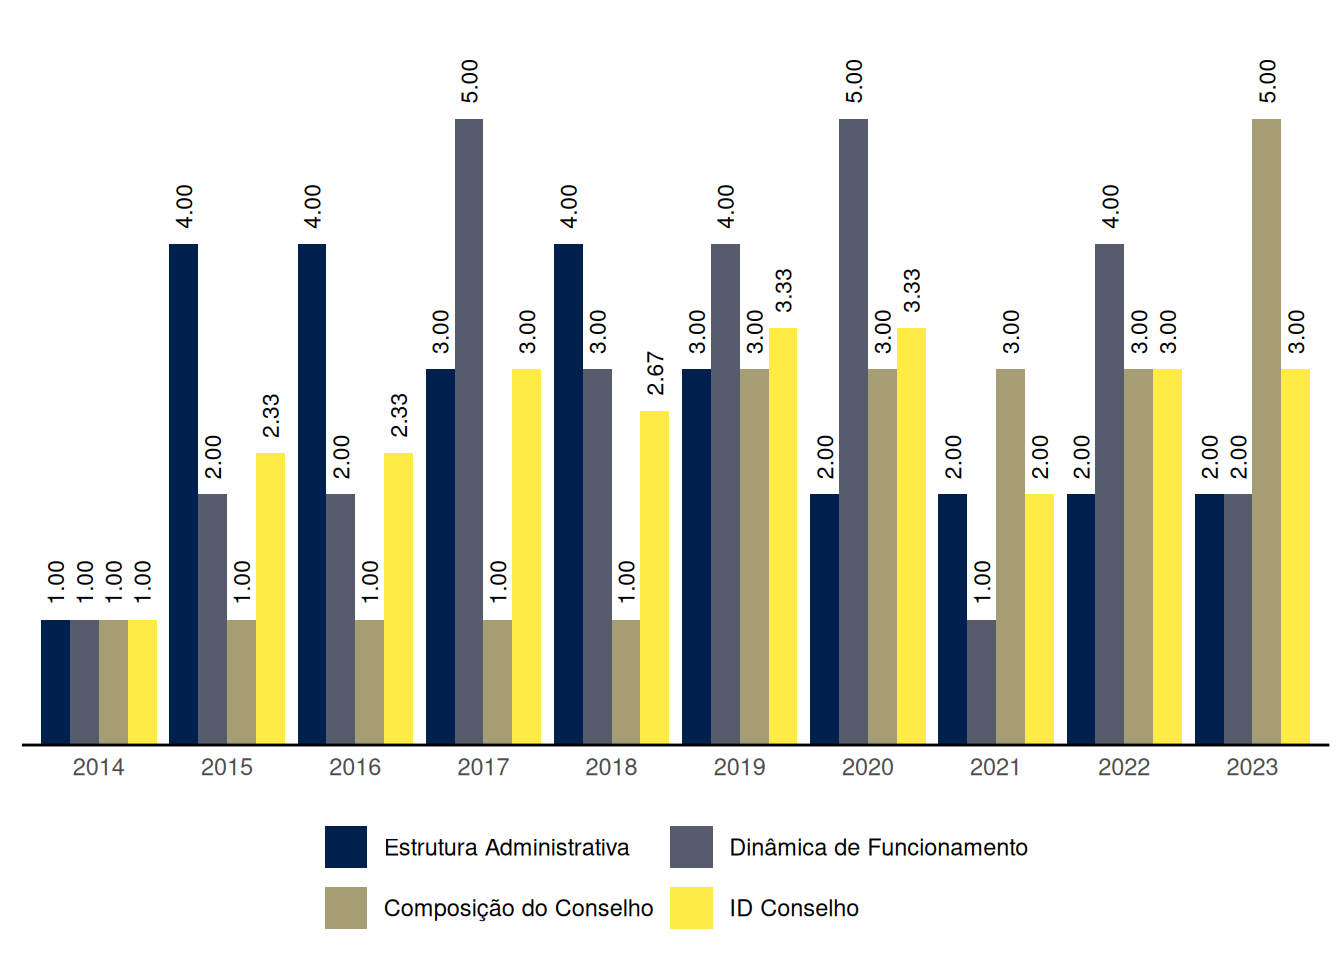 1.00 1.00 1.00 1.00
4.00 2.00 1.00 2.33
4.00 2.00 1.00 2.33
3.00 5.00 1.00 3.00
4.00 3.00 1.00 2.67
3.00 4.00 3.00 3.33
2.00 5.00 3.00 3.33
2.00 1.00 3.00 2.00
2.00 4.00 3.00 3.00
2.00 2.00 5.00 3.00
2014 2015 2016 2017 2018 2019 2020 2021 2022 2023
Estrutura Administrativa Dinâmica de Funcionamento
Composição do Conselho ID Conselho